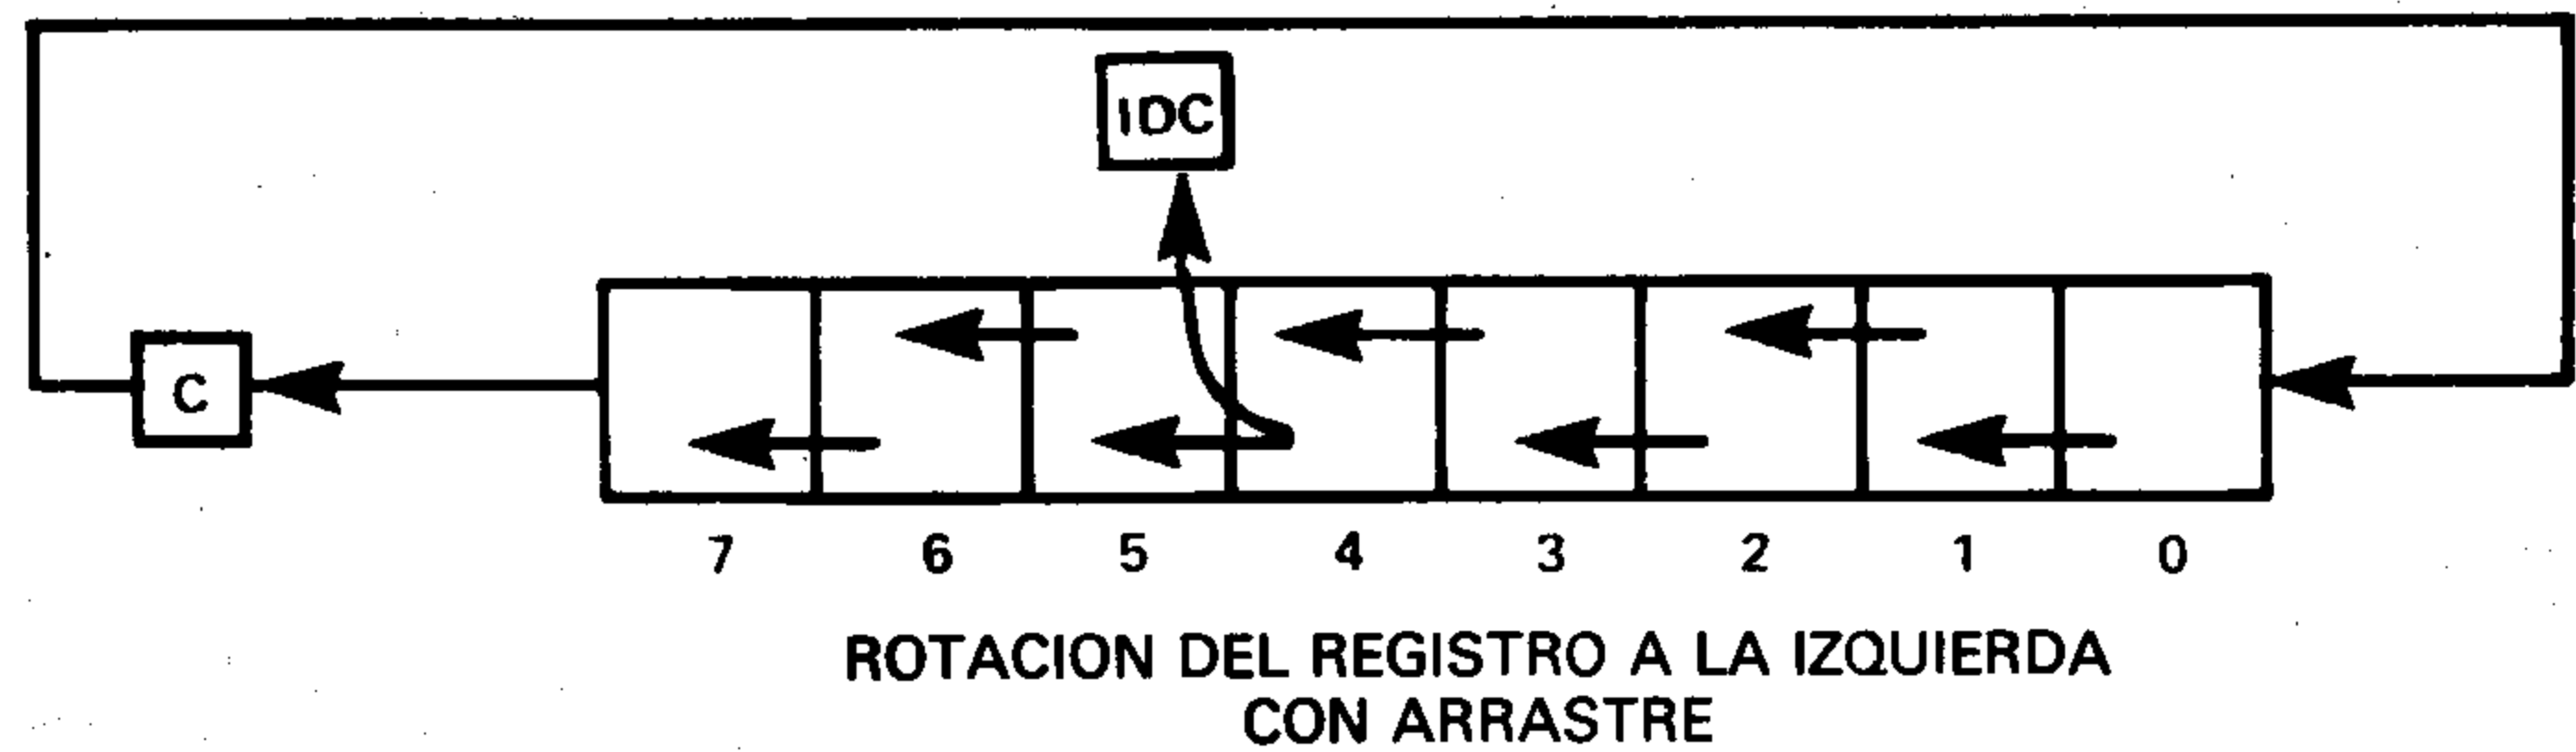 IDC
C
7 6 5 4 3 2 1 0
ROTACION DEL REGISTRO A LA IZQUIERDA
CON ARRASTRE